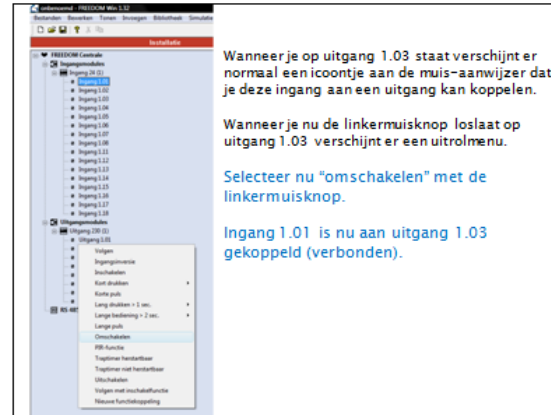 onbenoemd - FREEDOM Win 1.12
Bestanden Bewerken Tonen Invoegen Bibliotheek Simulatie
Installatie
FREEDOM Centrale
Ingangsmodules
Ingang 24 (1)
Ingang 1.01
Ingang 1.02
Ingang 1.03
Ingang 1.04
Ingang 1.05
Ingang 1.06
Ingang 1.07
Ingang 1.08
Ingang 1.11
Ingang 1.12
Ingang 1.13
Ingang 1.14
Ingang 1.15
Ingang 1.16
Ingang 1.17
Ingang 1.18
Uitgangsmodules
Uitgang 230 (1)
Uitgang 1.01
RS-485
Volgen
Ingangsinversie
Inschakelen
Kort drukken
Korte puls
Lang drukken > 1 sec.
Lange bediening > 2 sec.
Lange puls
Omschakelen
PIR-functie
Traptimer herstartbaar
Traptimer niet herstartbaar
Uitschakelen
Volgen met inschakelfunctie
Nieuwe functiekoppeling
Wanneer je op uitgang 1.03 staat verschijnt er
normaal een icoontje aan de muis-aanwijzer dat
je deze ingang aan een uitgang kan koppelen.
Wanneer je nu de linkermuisknop loslaat op
uitgang 1.03 verschijnt er een uitrolmenu.
Selecteer nu "omschakelen" met de
linkermuisknop.
Ingang 1.01 is nu aan uitgang 1.03
gekoppeld (verbonden).